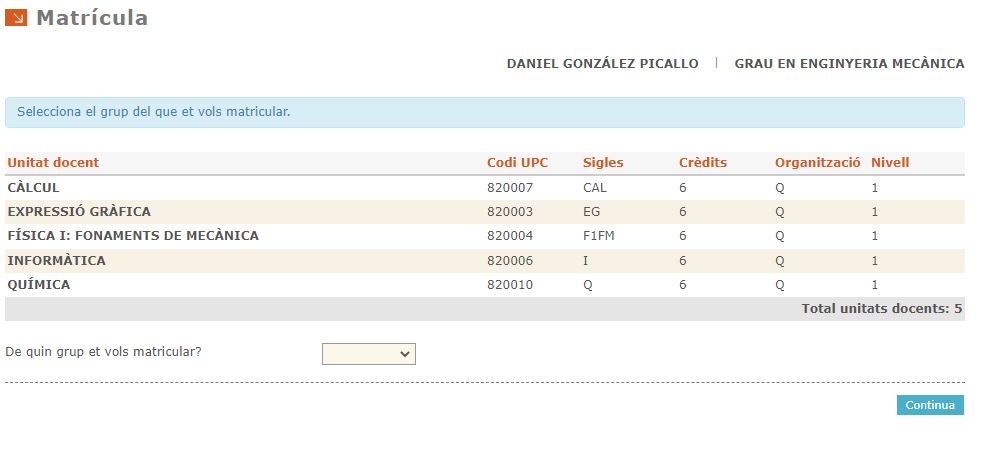 Matrícula
DANIEL GONZÁLEZ PICALLO | GRAU EN ENGINYERIA MECÀNICA
Selecciona el grup del que et vols matricular.
Unitat docent Codi UPC Sigles Crèdits Organització Nivell
CÀLCUL 820007 CAL 6 Q 1
EXPRESSIÓ GRÀFICA 820003 EG 6 Q 1
FÍSICA I: FONAMENTS DE MECÀNICA 820004 F1FM 6 Q 1
INFORMÀTICA 820006 I 6 Q 1
QUÍMICA 820010 Q 6 Q 1
Total unitats docents: 5
De quin grup et vols matricular?
Continua